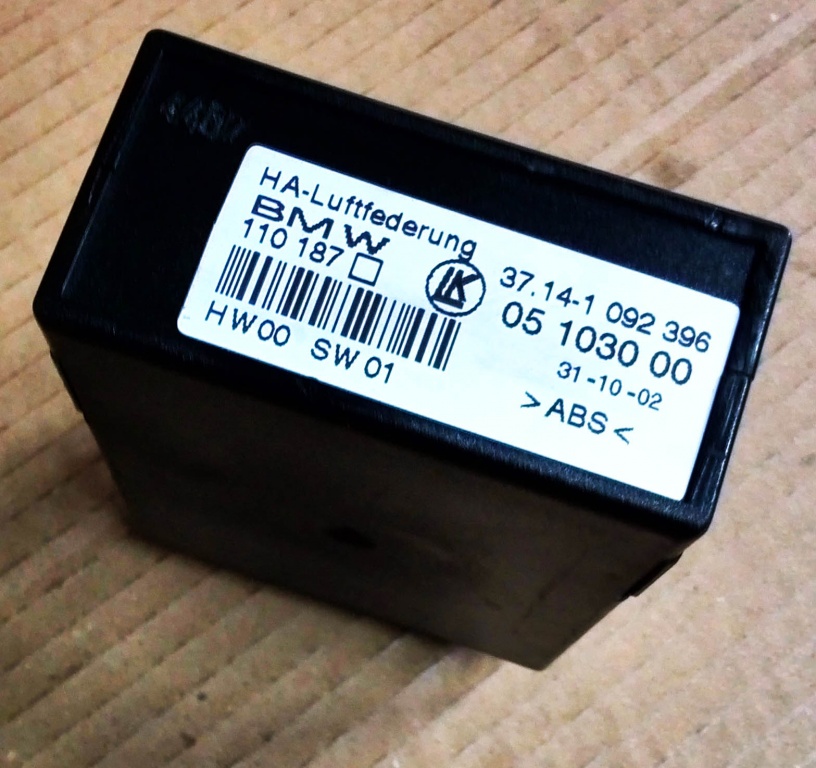 HA-Luftfederung
BMW
110 187
LK
HW00 SW01
37.14-1 092 396
05 1030 00
31-10-02
>ABS<